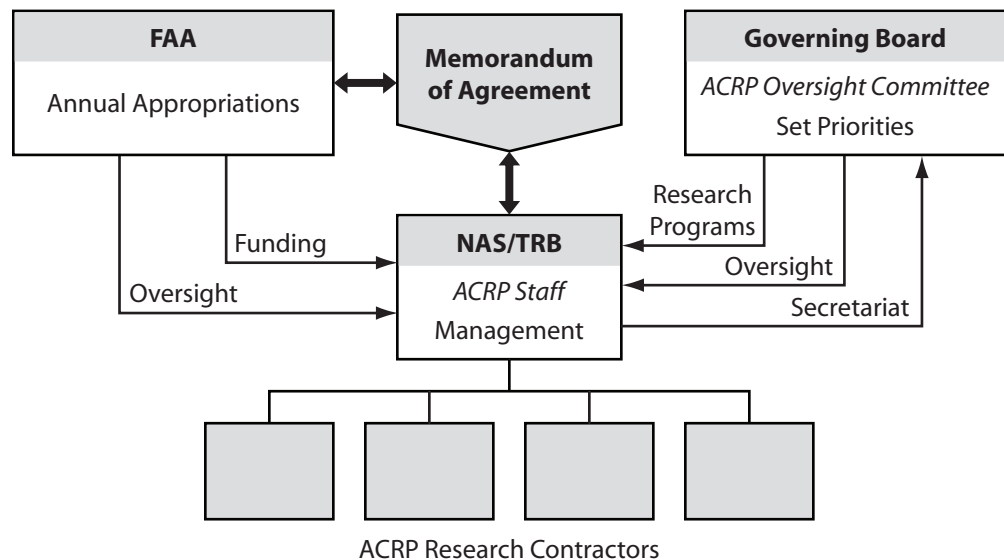 FAA
Annual Appropriations
Memorandum
of Agreement
Governing Board
ACRP Oversight Committee
Set Priorities
Research
Programs
Funding
Oversight
NAS/TRB
ACRP Staff
Management
Oversight
Secretariat
ACRP Research Contractors